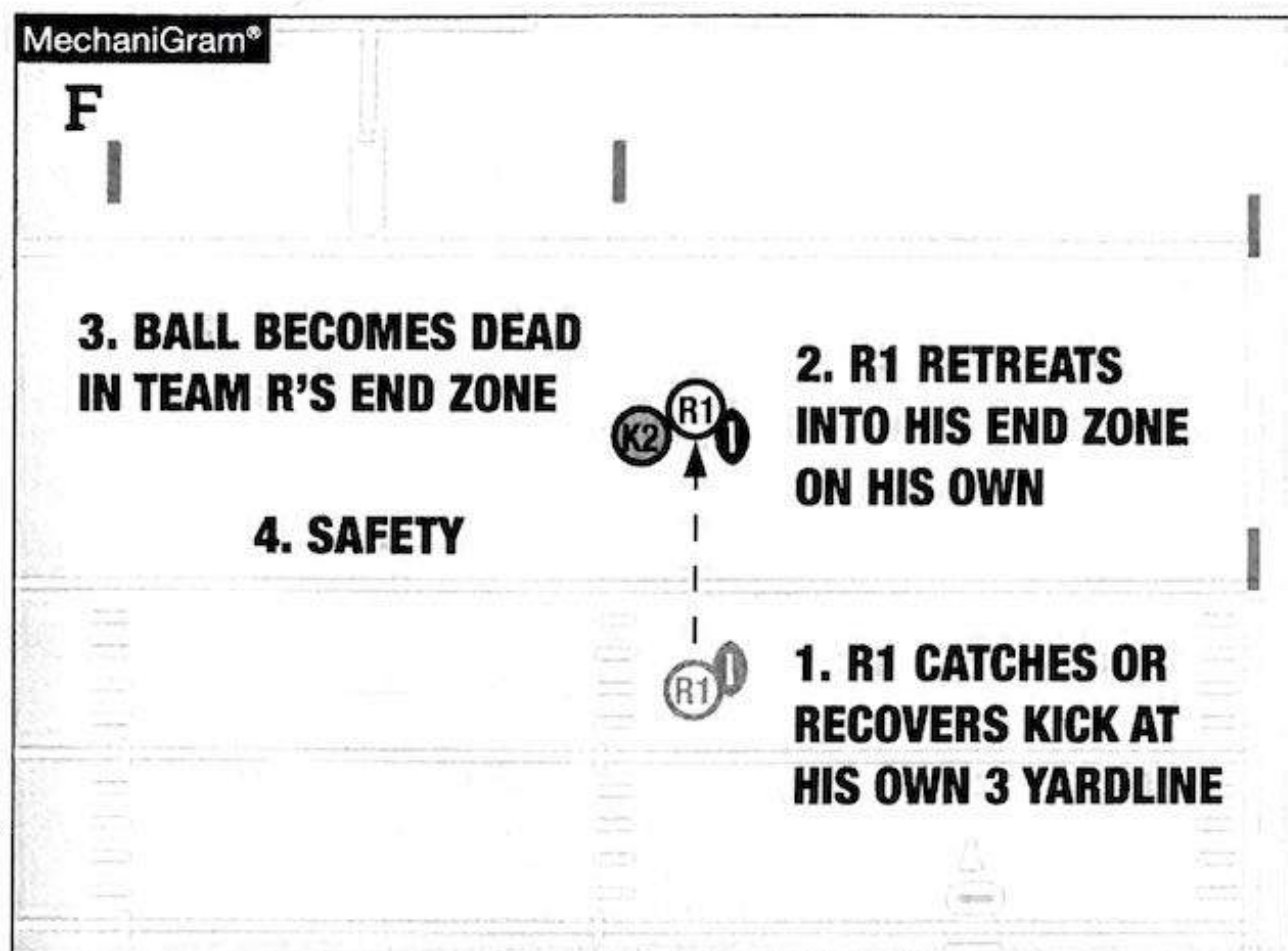 MechaniGram®
F
3. BALL BECOMES DEAD
IN TEAM R'S END ZONE
2. R1 RETREATS
INTO HIS END ZONE
ON HIS OWN
R1
K2
4. SAFETY
R1
1. R1 CATCHES OR
RECOVERS KICK AT
HIS OWN 3 YARDLINE